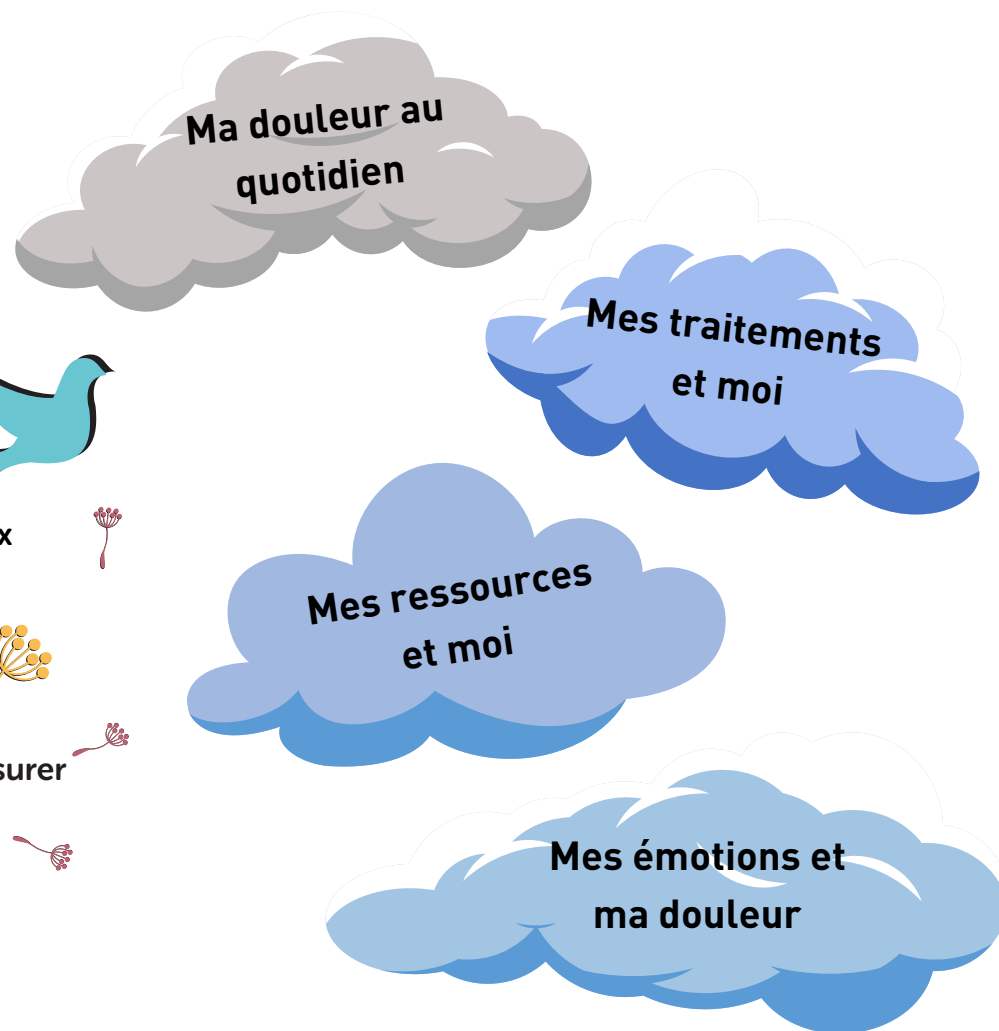 Ma douleur au
quotidien
Mes traitements
et moi
x
Mes ressources
et moi
surer
Mes émotions et
ma douleur